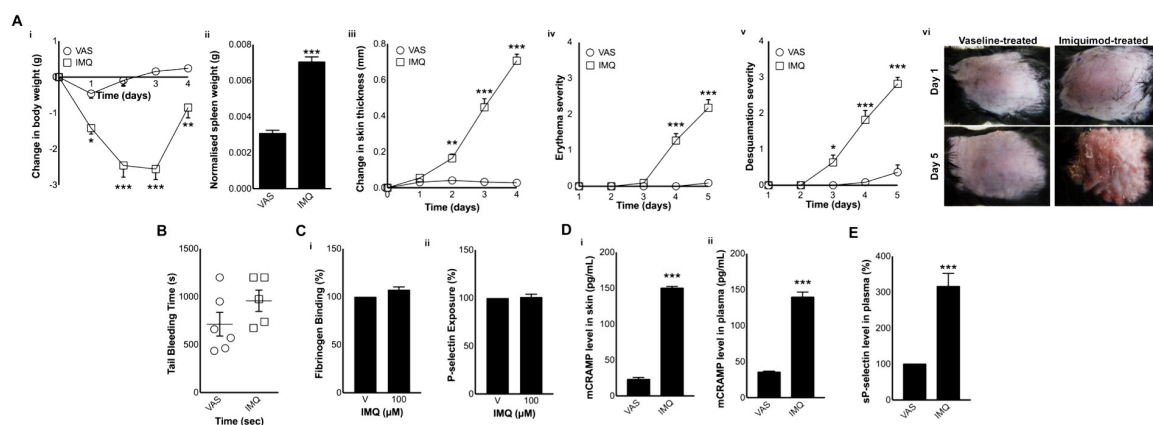 A
i
Change in body weight (g)
1
0
-1
-2
-3
VAS
IMQ
1 2 3 4
Time (days)
*
***
***
**
ii
Normalised spleen weight (g)
0.008
0.006
0.004
0.002
0.000
***
VAS
IMQ
iii
Change in skin thickness (mm)
0.8
0.6
0.4
0.2
0.0
VAS
IMQ
**
***
***
0 1 2 3 4
Time (days)
iv
Erythema severity
4
3
2
1
0
VAS
IMQ
***
***
1 2 3 4 5
Time (days)
v
Desquamation severity
4
3
2
1
0
VAS
IMQ
*
***
***
1 2 3 4 5
Time (days)
vi
Vaseline-treated Imiquimod-treated
Day 1
Day 5
B
Tail Bleeding Time (s)
1500
1000
500
0
VAS
IMQ
Time (sec)
C
i
Fibrinogen Binding (%)
150
100
50
0
V 100
IMQ (µM)
ii
P-selectin Exposure (%)
150
100
50
0
V 100
IMQ (µM)
D
i
mCRAMP level in skin (pg/mL)
200
150
100
50
0
***
VAS
IMQ
ii
mCRAMP level in plasma (pg/mL)
200
150
100
50
0
***
VAS
IMQ
E
sP-selectin level in plasma (%)
400
300
200
100
0
***
VAS
IMQ